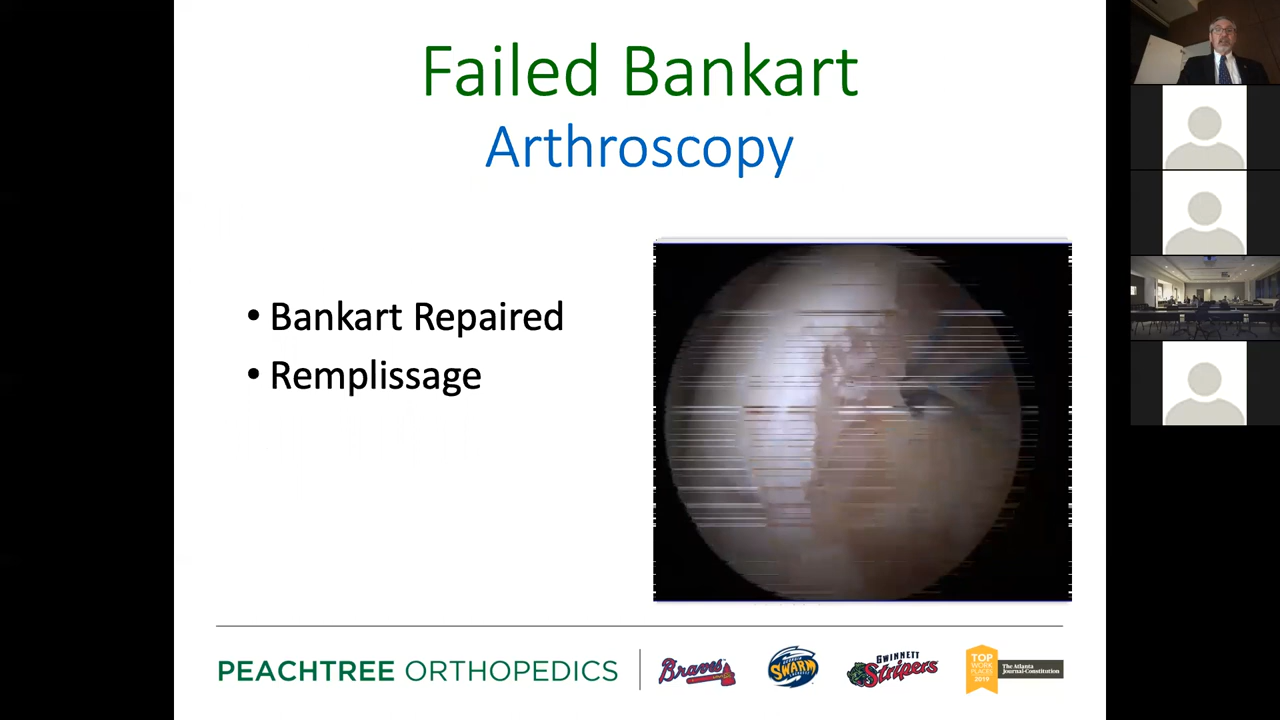 Failed Bankart
Arthroscopy
• Bankart Repaired
• Remplissage
PEACHTREE ORTHOPEDICS
Braves
SWARM
GWINNETT
Stripers
TOP
WORK
PLACES
2019
The Atlanta
Journal-Constitution